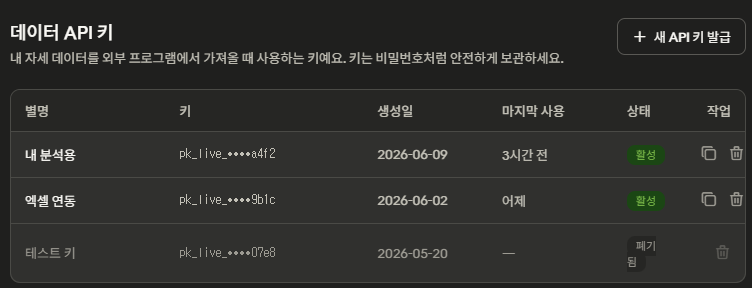 데이터 API 키
내 자세 데이터를 외부 프로그램에서 가져올 때 사용하는 키예요. 키는 비밀번호처럼 안전하게 보관하세요.
+ 새 API 키 발급
별명 키 생성일 마지막 사용 상태 작업
내 분석용 pk_live_••••a4f2 2026-06-09 3시간 전 활성
엑셀 연동 pk_live_••••9b1c 2026-06-02 어제 활성
테스트 키 pk_live_••••07e8 2026-05-20 — 폐기
됨